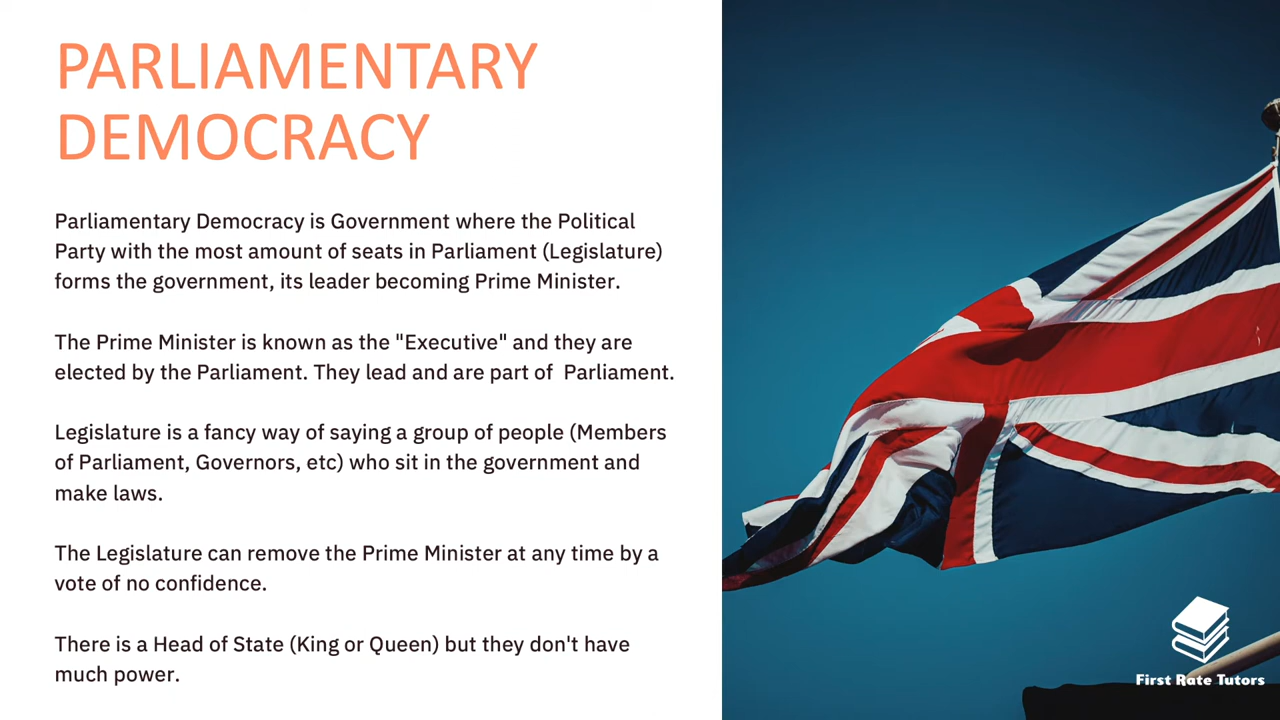 PARLIAMENTARY
DEMOCRACY
Parliamentary Democracy is Government where the Political
Party with the most amount of seats in Parliament (Legislature)
forms the government, its leader becoming Prime Minister.
The Prime Minister is known as the "Executive" and they are
elected by the Parliament. They lead and are part of  Parliament.
Legislature is a fancy way of saying a group of people (Members
of Parliament, Governors, etc) who sit in the government and
make laws.
The Legislature can remove the Prime Minister at any time by a
vote of no confidence.
There is a Head of State (King or Queen) but they don't have
much power.
First Rate Tutors